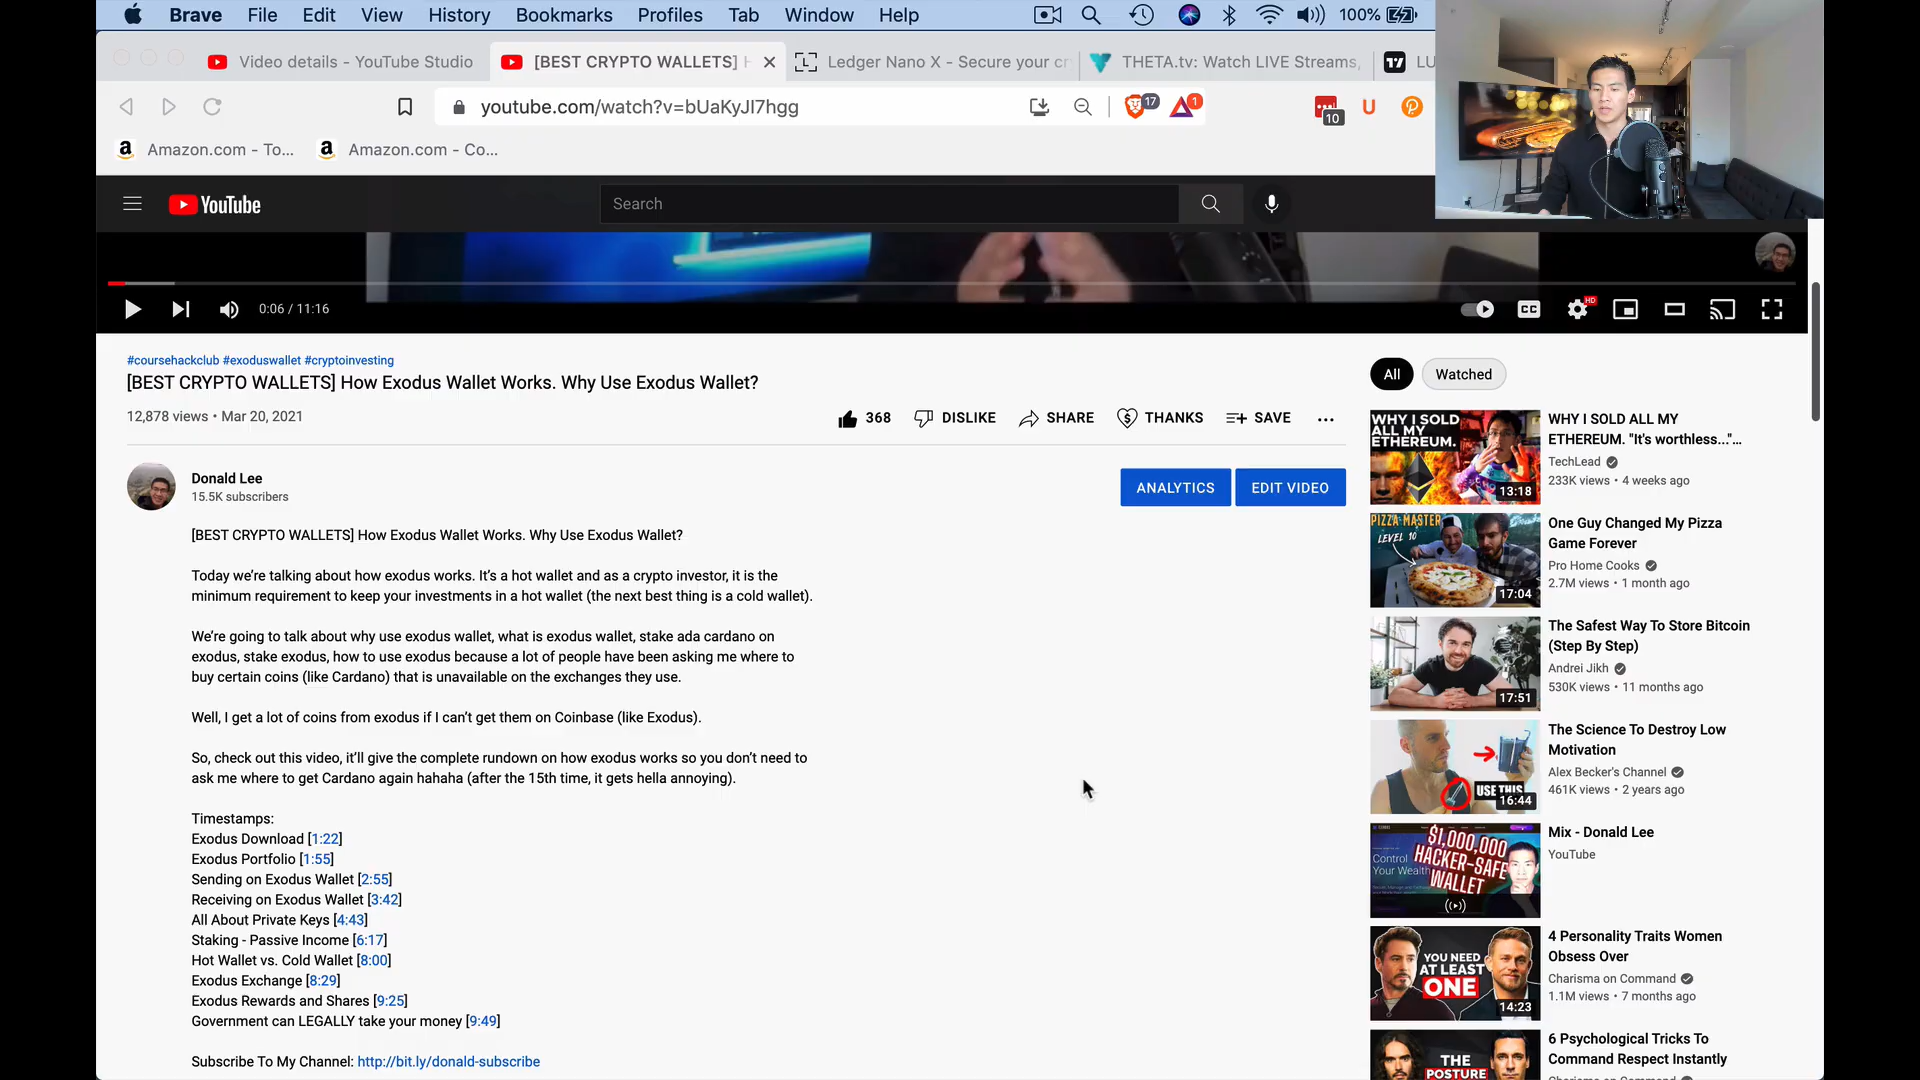 Brave File Edit View History Bookmarks Profiles Tab Window Help 100%
Video details - YouTube Studio [BEST CRYPTO WALLETS] H Ledger Nano X - Secure your cr THETA.tv: Watch LIVE Streams, LU
youtube.com/watch?v=bUaKyJl7hgg 17 1 10 U
Amazon.com - To... Amazon.com - Co...
YouTube Search
0:06 / 11:16 CC HD
#coursehackclub #exoduswallet #cryptoinvesting
[BEST CRYPTO WALLETS] How Exodus Wallet Works. Why Use Exodus Wallet?
12,878 views • Mar 20, 2021
368 DISLIKE SHARE THANKS SAVE ...
Donald Lee
15.5K subscribers
ANALYTICS EDIT VIDEO
[BEST CRYPTO WALLETS] How Exodus Wallet Works. Why Use Exodus Wallet?
Today we're talking about how exodus works. It's a hot wallet and as a crypto investor, it is the
minimum requirement to keep your investments in a hot wallet (the next best thing is a cold wallet).
We're going to talk about why use exodus wallet, what is exodus wallet, stake ada cardano on
exodus, stake exodus, how to use exodus because a lot of people have been asking me where to
buy certain coins (like Cardano) that is unavailable on the exchanges they use.
Well, I get a lot of coins from exodus if I can't get them on Coinbase (like Exodus).
So, check out this video, it'll give the complete rundown on how exodus works so you don't need to
ask me where to get Cardano again hahaha (after the 15th time, it gets hella annoying).
Timestamps:
Exodus Download [1:22]
Exodus Portfolio [1:55]
Sending on Exodus Wallet [2:55]
Receiving on Exodus Wallet [3:42]
All About Private Keys [4:43]
Staking - Passive Income [6:17]
Hot Wallet vs. Cold Wallet [8:00]
Exodus Exchange [8:29]
Exodus Rewards and Shares [9:25]
Government can LEGALLY take your money [9:49]
Subscribe To My Channel: http://bit.ly/donald-subscribe
All Watched
WHY I SOLD
ALL MY
ETHEREUM.
13:18
WHY I SOLD ALL MY
ETHEREUM. "It's worthless..."...
TechLead
233K views • 4 weeks ago
PIZZA MASTER
LEVEL 10
17:04
One Guy Changed My Pizza
Game Forever
Pro Home Cooks
2.7M views • 1 month ago
17:51
The Safest Way To Store Bitcoin
(Step By Step)
Andrei Jikh
530K views • 11 months ago
USE THIS
16:44
The Science To Destroy Low
Motivation
Alex Becker's Channel
461K views • 2 years ago
$1,000,000
HACKER-SAFE
WALLET
Control
Your Wealth
Mix - Donald Lee
YouTube
YOU NEED
AT LEAST
ONE
14:23
4 Personality Traits Women
Obsess Over
Charisma on Command
1.1M views • 7 months ago
THE
POSTURE
6 Psychological Tricks To
Command Respect Instantly
Charisma on Command